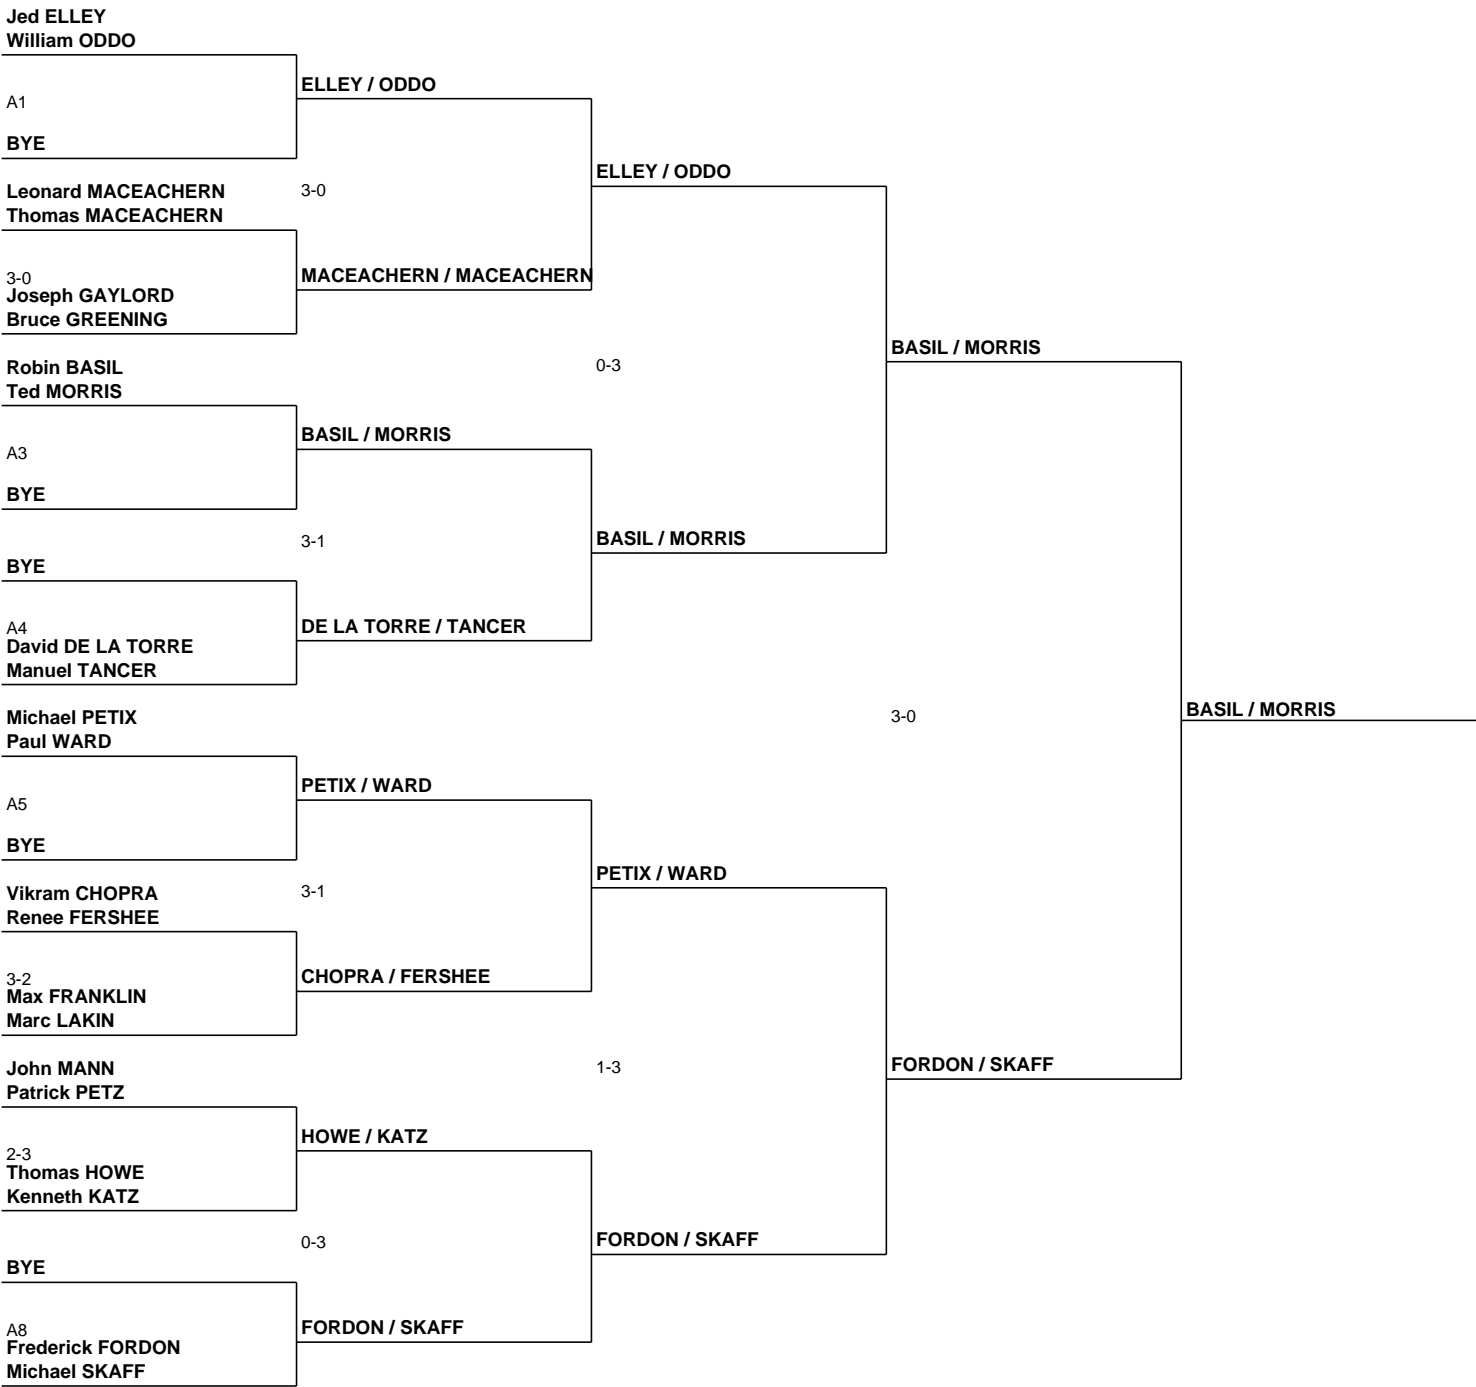 Jed ELLEY
William ODDO
A1
BYE
Leonard MACEACHERN
Thomas MACEACHERN
3-0
Joseph GAYLORD
Bruce GREENING
Robin BASIL
Ted MORRIS
A3
BYE
BYE
A4
David DE LA TORRE
Manuel TANCER
Michael PETIX
Paul WARD
A5
BYE
Vikram CHOPRA
Renee FERSHEE
3-2
Max FRANKLIN
Marc LAKIN
John MANN
Patrick PETZ
2-3
Thomas HOWE
Kenneth KATZ
BYE
A8
Frederick FORDON
Michael SKAFF
ELLEY / ODDO
3-0
MACEACHERN / MACEACHERN
BASIL / MORRIS
3-1
DE LA TORRE / TANCER
PETIX / WARD
3-1
CHOPRA / FERSHEE
HOWE / KATZ
0-3
FORDON / SKAFF
ELLEY / ODDO
0-3
BASIL / MORRIS
PETIX / WARD
1-3
FORDON / SKAFF
BASIL / MORRIS
3-0
FORDON / SKAFF
BASIL / MORRIS